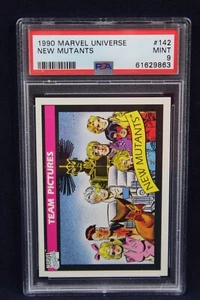 1990 MARVEL UNIVERSE #142
NEW MUTANTS MINT
PSA 9
61629863
TEAM PICTURES
NEW MUTANTS